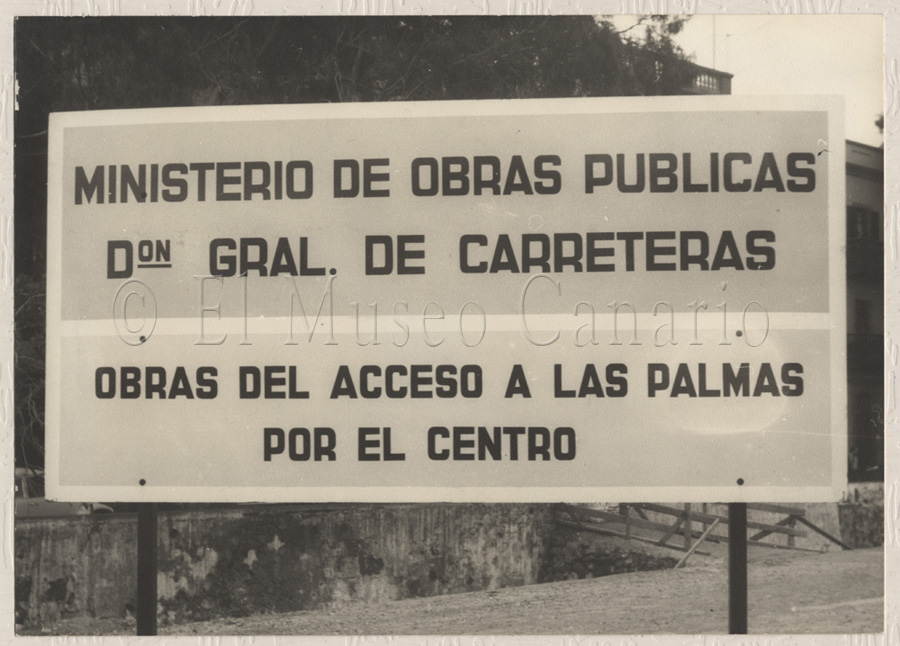 MINISTERIO DE OBRAS PUBLICAS
DON GRAL. DE CARRETERAS
© El Museo Canario
OBRAS DEL ACCESO A LAS PALMAS
POR EL CENTRO